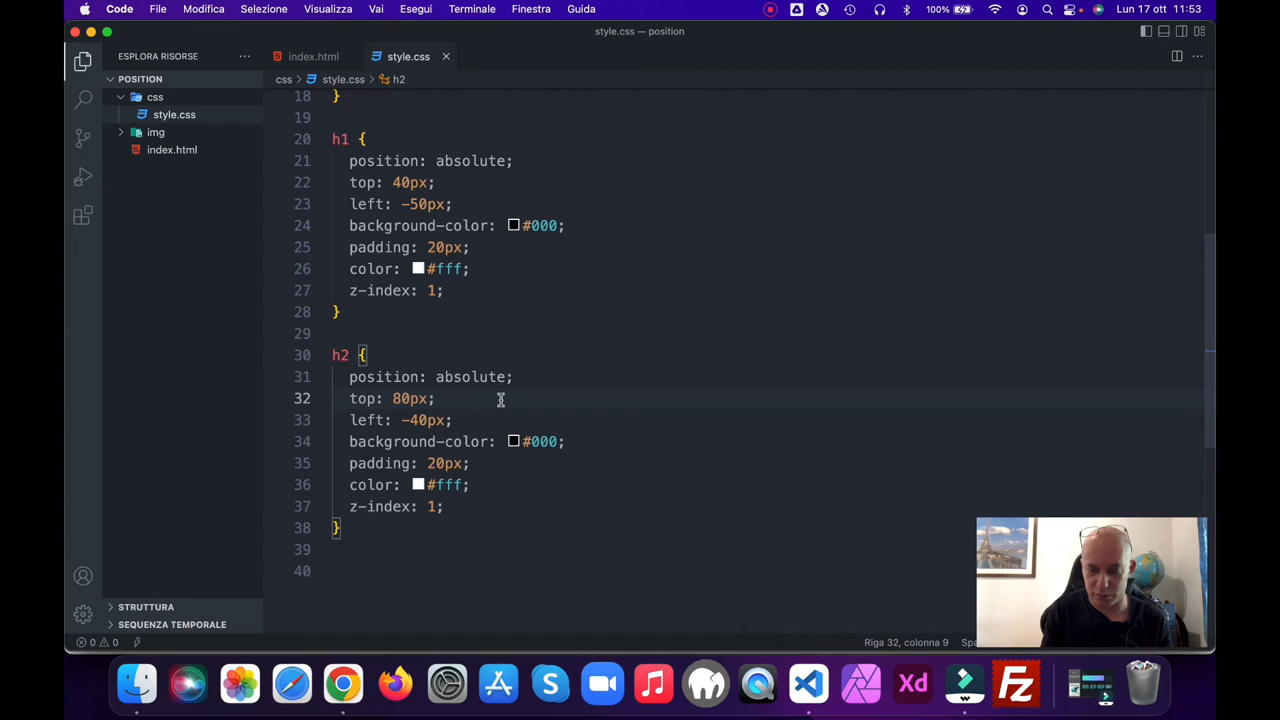 Code File Modifica Selezione Visualizza Vai Esegui Terminale Finestra Guida 100% Lun 17 ott 11:53
style.css — position
ESPLORA RISORSE
index.html style.css
POSITION
css > style.css > h2
css
style.css
img
index.html
18 }
19
20 h1 {
21 position: absolute;
22 top: 40px;
23 left: -50px;
24 background-color: #000;
25 padding: 20px;
26 color: #fff;
27 z-index: 1;
28 }
29
30 h2 {
31 position: absolute;
32 top: 80px;
33 left: -40px;
34 background-color: #000;
35 padding: 20px;
36 color: #fff;
37 z-index: 1;
38 }
39
40
STRUTTURA
SEQUENZA TEMPORALE
0 0 Riga 32, colonna 9
Xd Fz